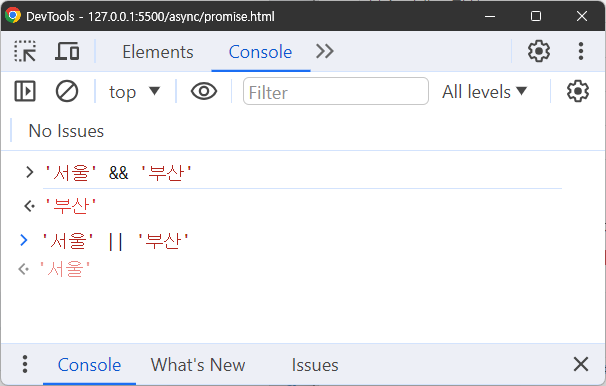 DevTools - 127.0.0.1:5500/async/promise.html
Elements Console
top Filter All levels
No Issues
> '서울' && '부산'
<· '부산'
> '서울' || '부산'
<· '서울'
Console What's New Issues